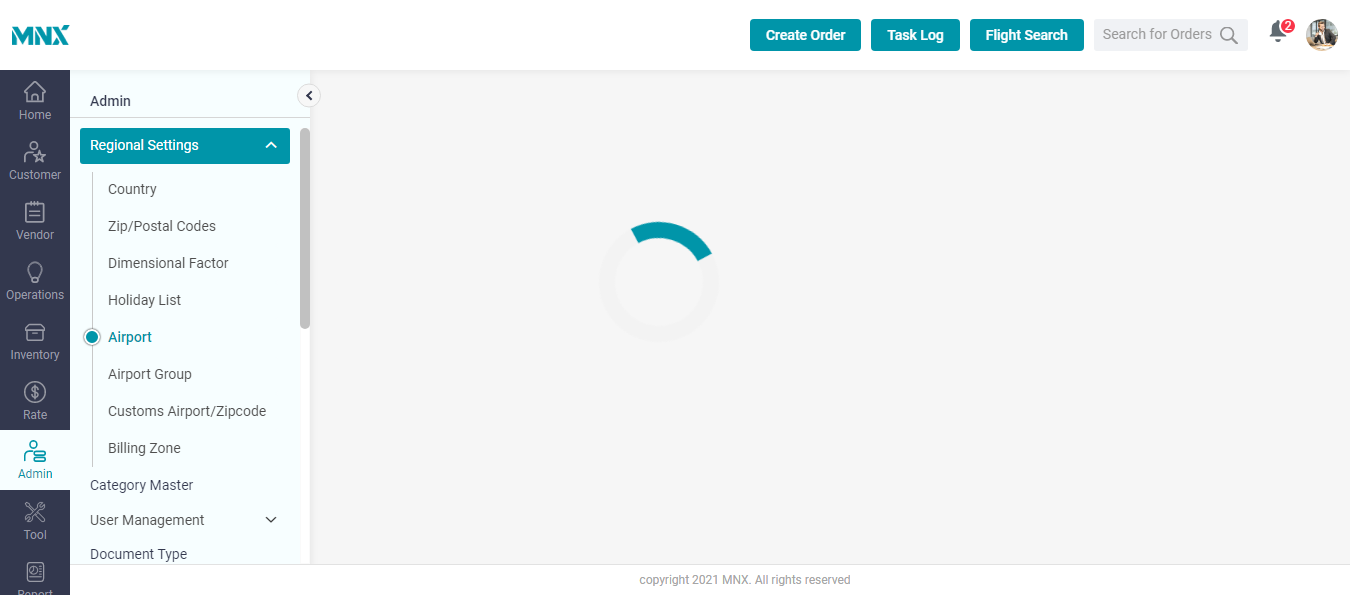 MNX
Create Order
Task Log
Flight Search
Search for Orders
2
Home
Customer
Vendor
Operations
Inventory
Rate
Admin
Tool
Report
Admin
Regional Settings
Country
Zip/Postal Codes
Dimensional Factor
Holiday List
Airport
Airport Group
Customs Airport/Zipcode
Billing Zone
Category Master
User Management
Document Type
copyright 2021 MNX. All rights reserved